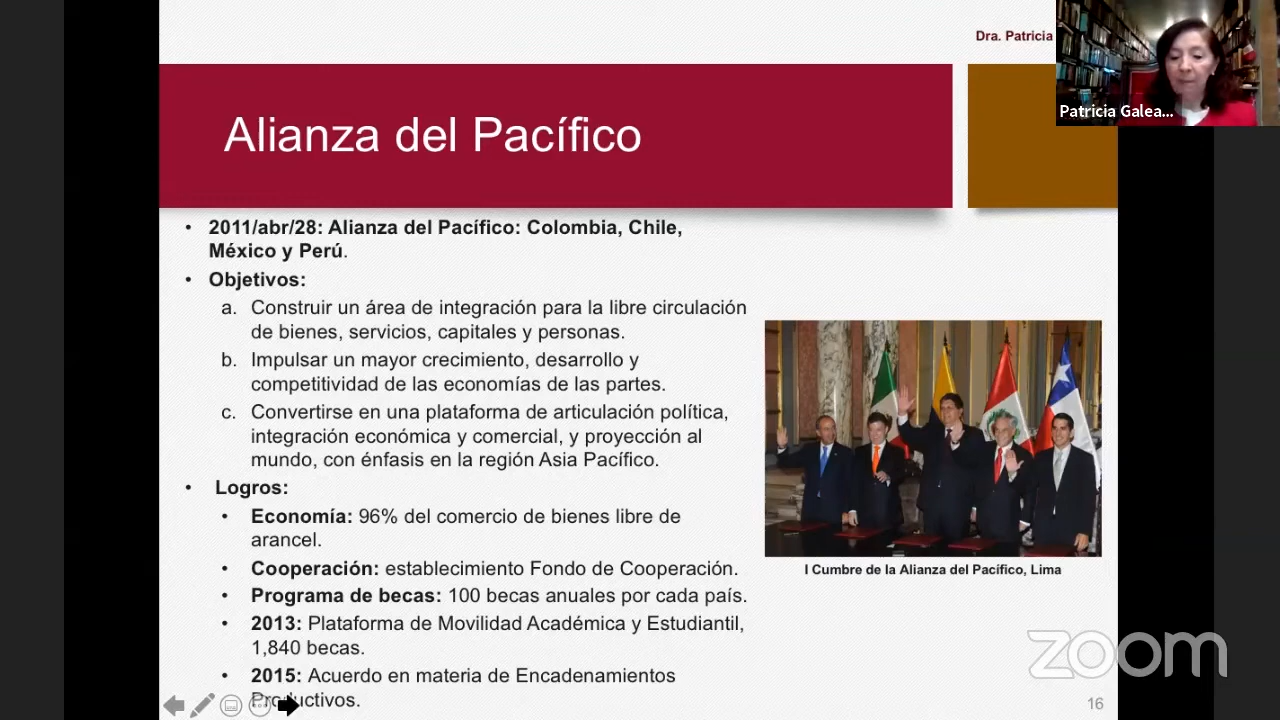 Dra. Patricia
Patricia Galea...
Alianza del Pacífico
• 2011/abr/28: Alianza del Pacífico: Colombia, Chile,
México y Perú.
• Objetivos:
a. Construir un área de integración para la libre circulación
de bienes, servicios, capitales y personas.
b. Impulsar un mayor crecimiento, desarrollo y
competitividad de las economías de las partes.
c. Convertirse en una plataforma de articulación política,
integración económica y comercial, y proyección al
mundo, con énfasis en la región Asia Pacífico.
• Logros:
• Economía: 96% del comercio de bienes libre de
arancel.
• Cooperación: establecimiento Fondo de Cooperación.
• Programa de becas: 100 becas anuales por cada país.
• 2013: Plataforma de Movilidad Académica y Estudiantil,
1,840 becas.
• 2015: Acuerdo en materia de Encadenamientos
Productivos.
I Cumbre de la Alianza del Pacífico, Lima
zoom
16